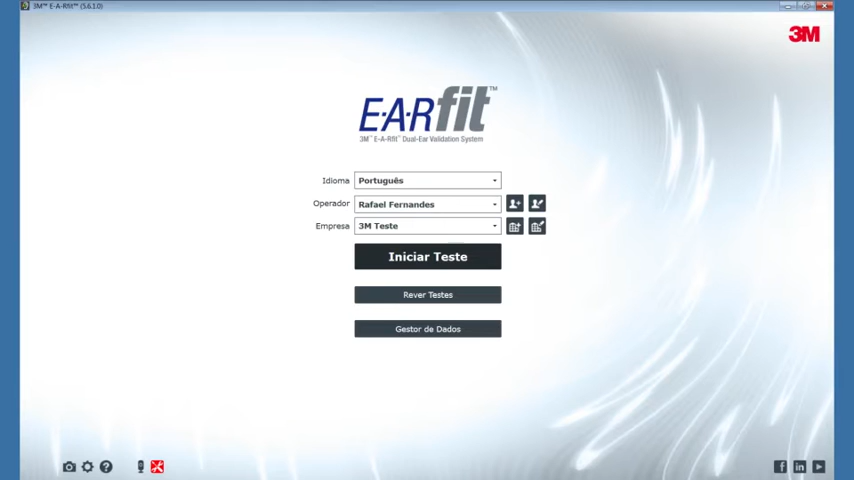 3M™ E-A-Rfit™ (5.6.1.0)
3M
E-A-Rfit™
3M™ E-A-Rfit™ Dual-Ear Validation System
Idioma Português
Operador Rafael Fernandes
Empresa 3M Teste
Iniciar Teste
Rever Testes
Gestor de Dados